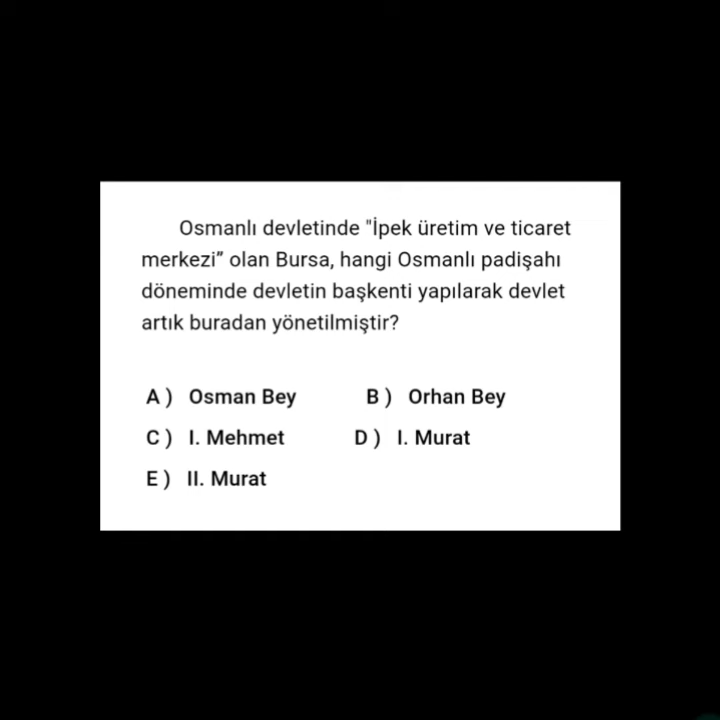 Osmanlı devletinde "İpek üretim ve ticaret
merkezi” olan Bursa, hangi Osmanlı padişahı
döneminde devletin başkenti yapılarak devlet
artık buradan yönetilmiştir?
A ) Osman Bey B ) Orhan Bey
C ) I. Mehmet D ) I. Murat
E ) II. Murat